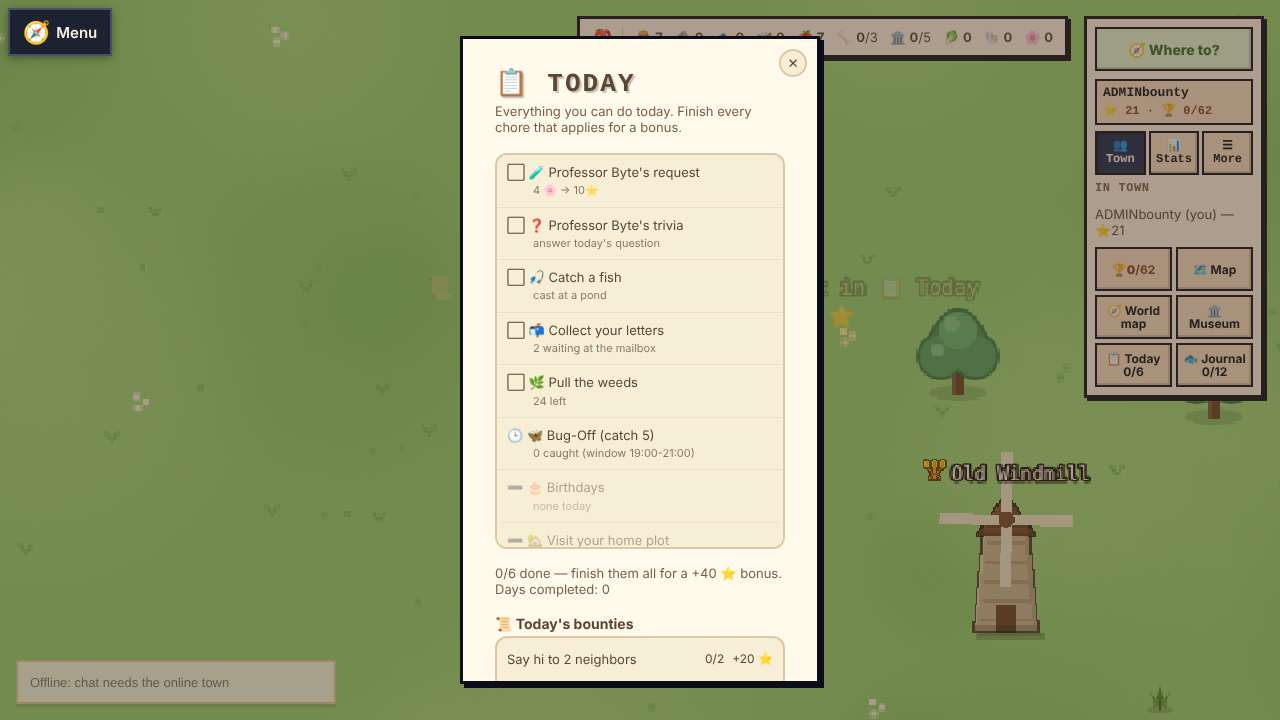 Menu
0/3
0/5
0
0
0
Where to?
ADMINbounty
21 · 0/62
Town
Stats
More
IN TOWN
ADMINbounty (you) —
21
0/62
Map
World
map
Museum
Today
0/6
Journal
0/12
TODAY
Everything you can do today. Finish every
chore that applies for a bonus.
Professor Byte's request
4 → 10
Professor Byte's trivia
answer today's question
Catch a fish
cast at a pond
Collect your letters
2 waiting at the mailbox
Pull the weeds
24 left
Bug-Off (catch 5)
0 caught (window 19:00-21:00)
Birthdays
none today
Visit your home plot
0/6 done — finish them all for a +40 bonus.
Days completed: 0
Today's bounties
Say hi to 2 neighbors 0/2 +20
in Today
Old Windmill
Offline: chat needs the online town